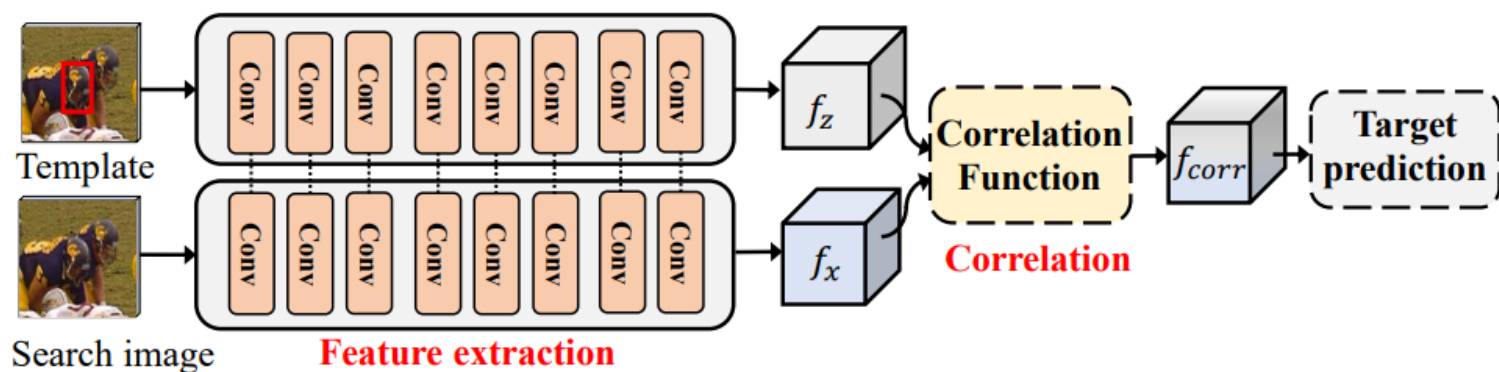 Template
Conv Conv Conv Conv Conv Conv Conv Conv
f_z
Search image
Conv Conv Conv Conv Conv Conv Conv Conv
f_x
Feature extraction
Correlation
Function
Correlation
f_corr
Target
prediction